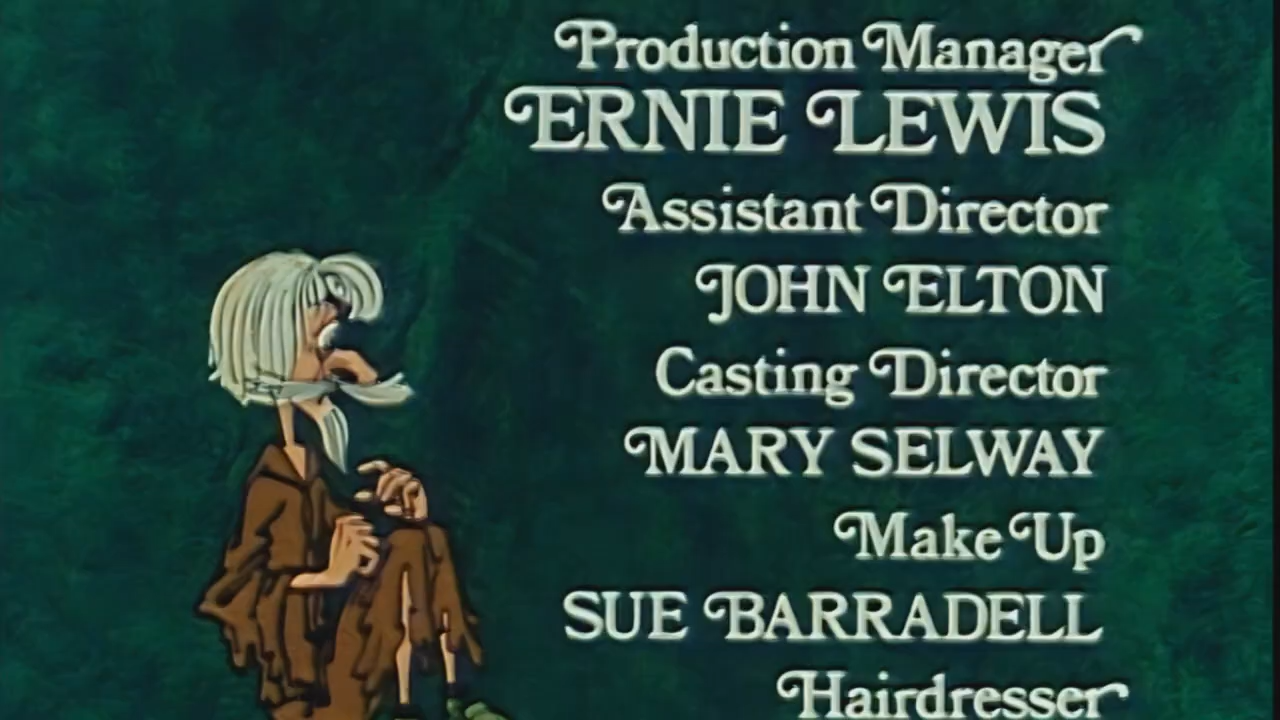 Production Manager
ERNIE LEWIS
Assistant Director
JOHN ELTON
Casting Director
MARY SELWAY
Make Up
SUE BARRADELL
Hairdresser